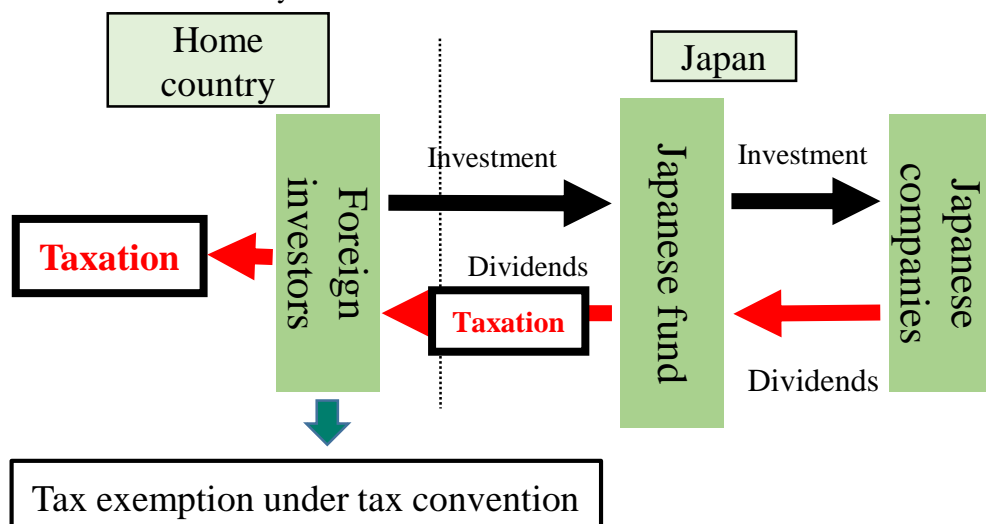 Home
country
Japan
Investment
Investment
Foreign
investors
Japanese fund
Japanese
companies
Taxation
Dividends
Taxation
Dividends
Tax exemption under tax convention